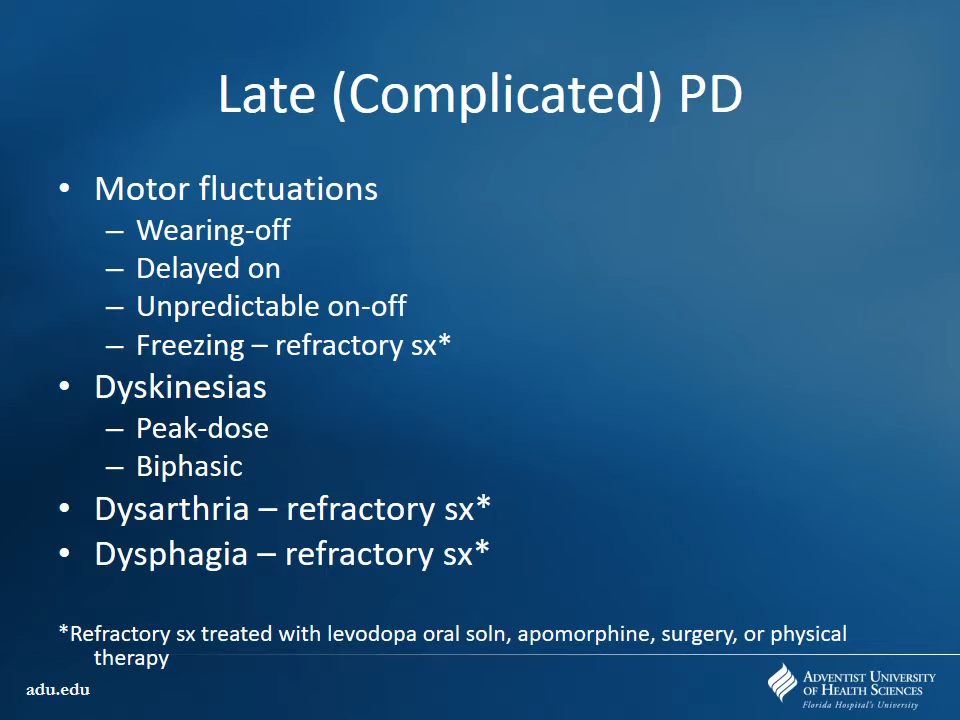 Late (Complicated) PD
• Motor fluctuations
– Wearing-off
– Delayed on
– Unpredictable on-off
– Freezing – refractory sx*
• Dyskinesias
– Peak-dose
– Biphasic
• Dysarthria – refractory sx*
• Dysphagia – refractory sx*
*Refractory sx treated with levodopa oral soln, apomorphine, surgery, or physical
therapy
adu.edu
ADVENTIST UNIVERSITY
OF HEALTH SCIENCES
Florida Hospital's University